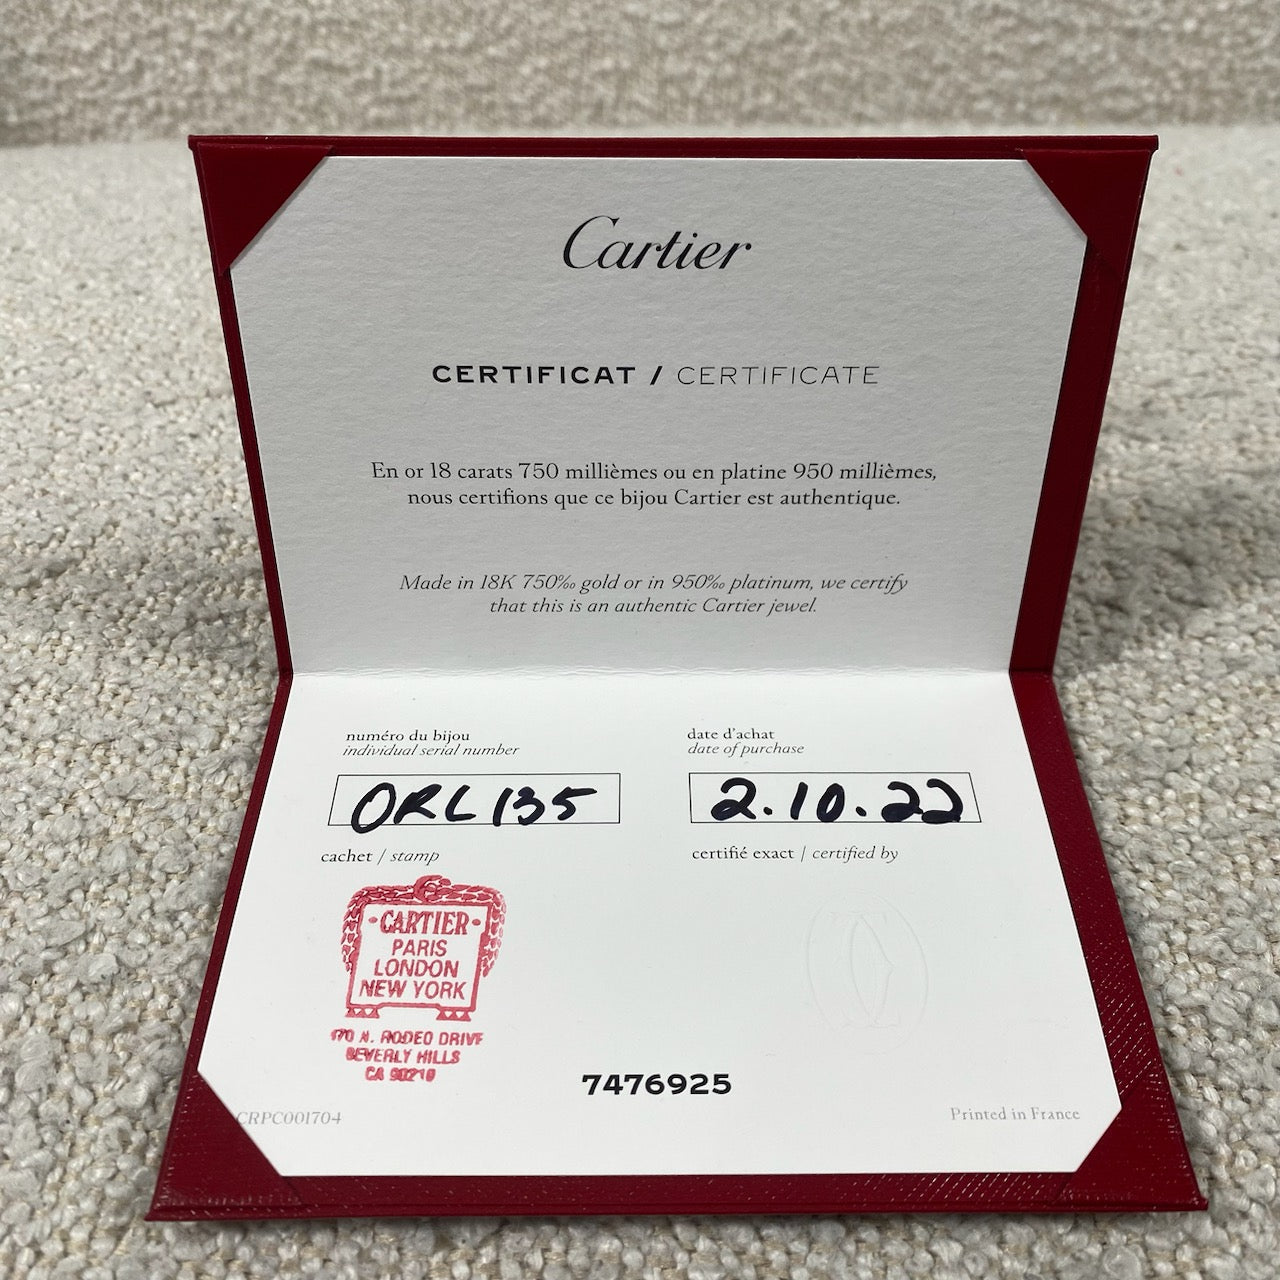 Cartier
CERTIFICAT / CERTIFICATE
En or 18 carats 750 millièmes ou en platine 950 millièmes,
nous certifions que ce bijou Cartier est authentique.
Made in 18K 750‰ gold or in 950‰ platinum, we certify
that this is an authentic Cartier jewel.
numéro du bijou
individual serial number
ORL135
date d'achat
date of purchase
2.10.22
cachet / stamp
certifié exact / certified by
·CARTIER·
PARIS
LONDON
NEW YORK
N. RODEO DRIVE
BEVERLY HILLS
CA 90210
7476925
CRPC001704
Printed in France